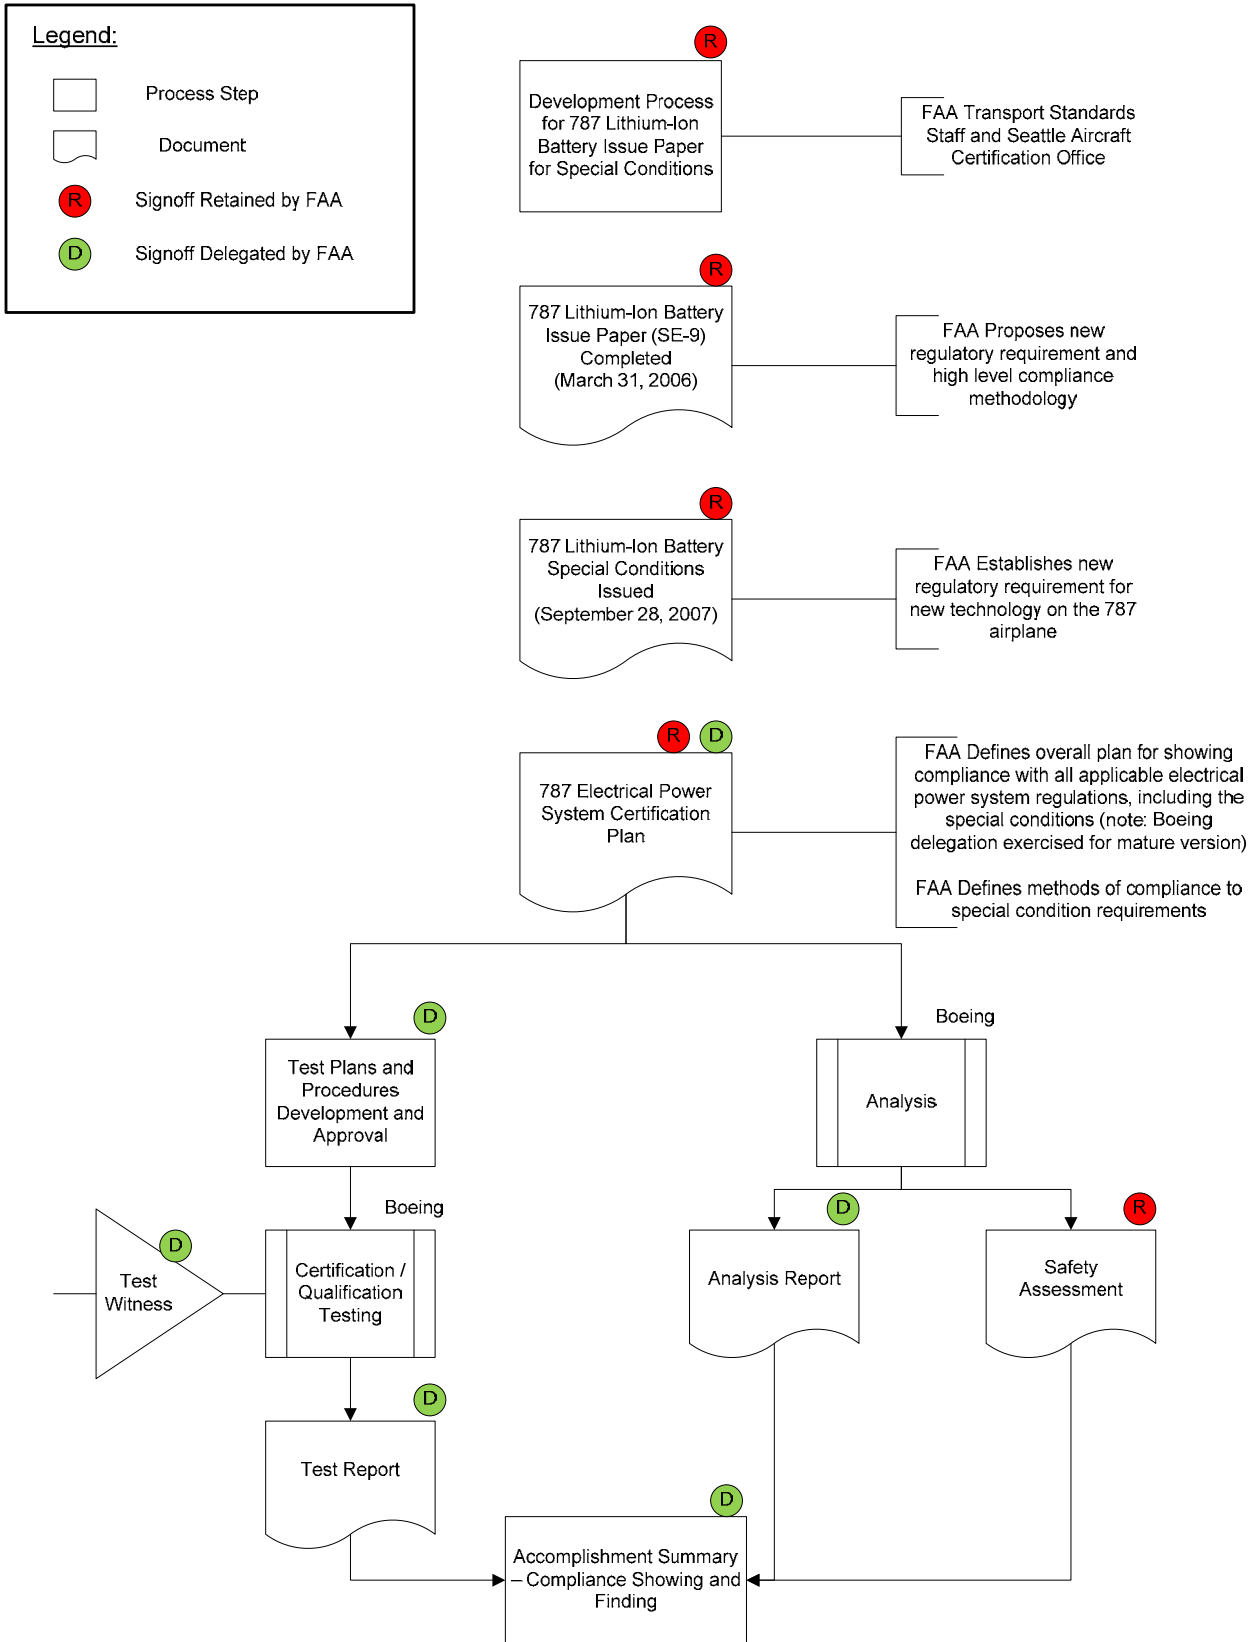 Legend:
Process Step
Document
R
Signoff Retained by FAA
D
Signoff Delegated by FAA
R
Development Process
for 787 Lithium-Ion
Battery Issue Paper
for Special Conditions
FAA Transport Standards
Staff and Seattle Aircraft
Certification Office
R
787 Lithium-Ion Battery
Issue Paper (SE-9)
Completed
(March 31, 2006)
FAA Proposes new
regulatory requirement and
high level compliance
methodology
R
787 Lithium-Ion Battery
Special Conditions
Issued
(September 28, 2007)
FAA Establishes new
regulatory requirement for
new technology on the 787
airplane
R
D
787 Electrical Power
System Certification
Plan
FAA Defines overall plan for showing
compliance with all applicable electrical
power system regulations, including the
special conditions (note: Boeing
delegation exercised for mature version)
FAA Defines methods of compliance to
special condition requirements
D
Test Plans and
Procedures
Development and
Approval
Boeing
Analysis
Boeing
D
Test
Witness
Certification /
Qualification
Testing
D
Analysis Report
R
Safety
Assessment
D
Test Report
D
Accomplishment Summary
– Compliance Showing and
Finding